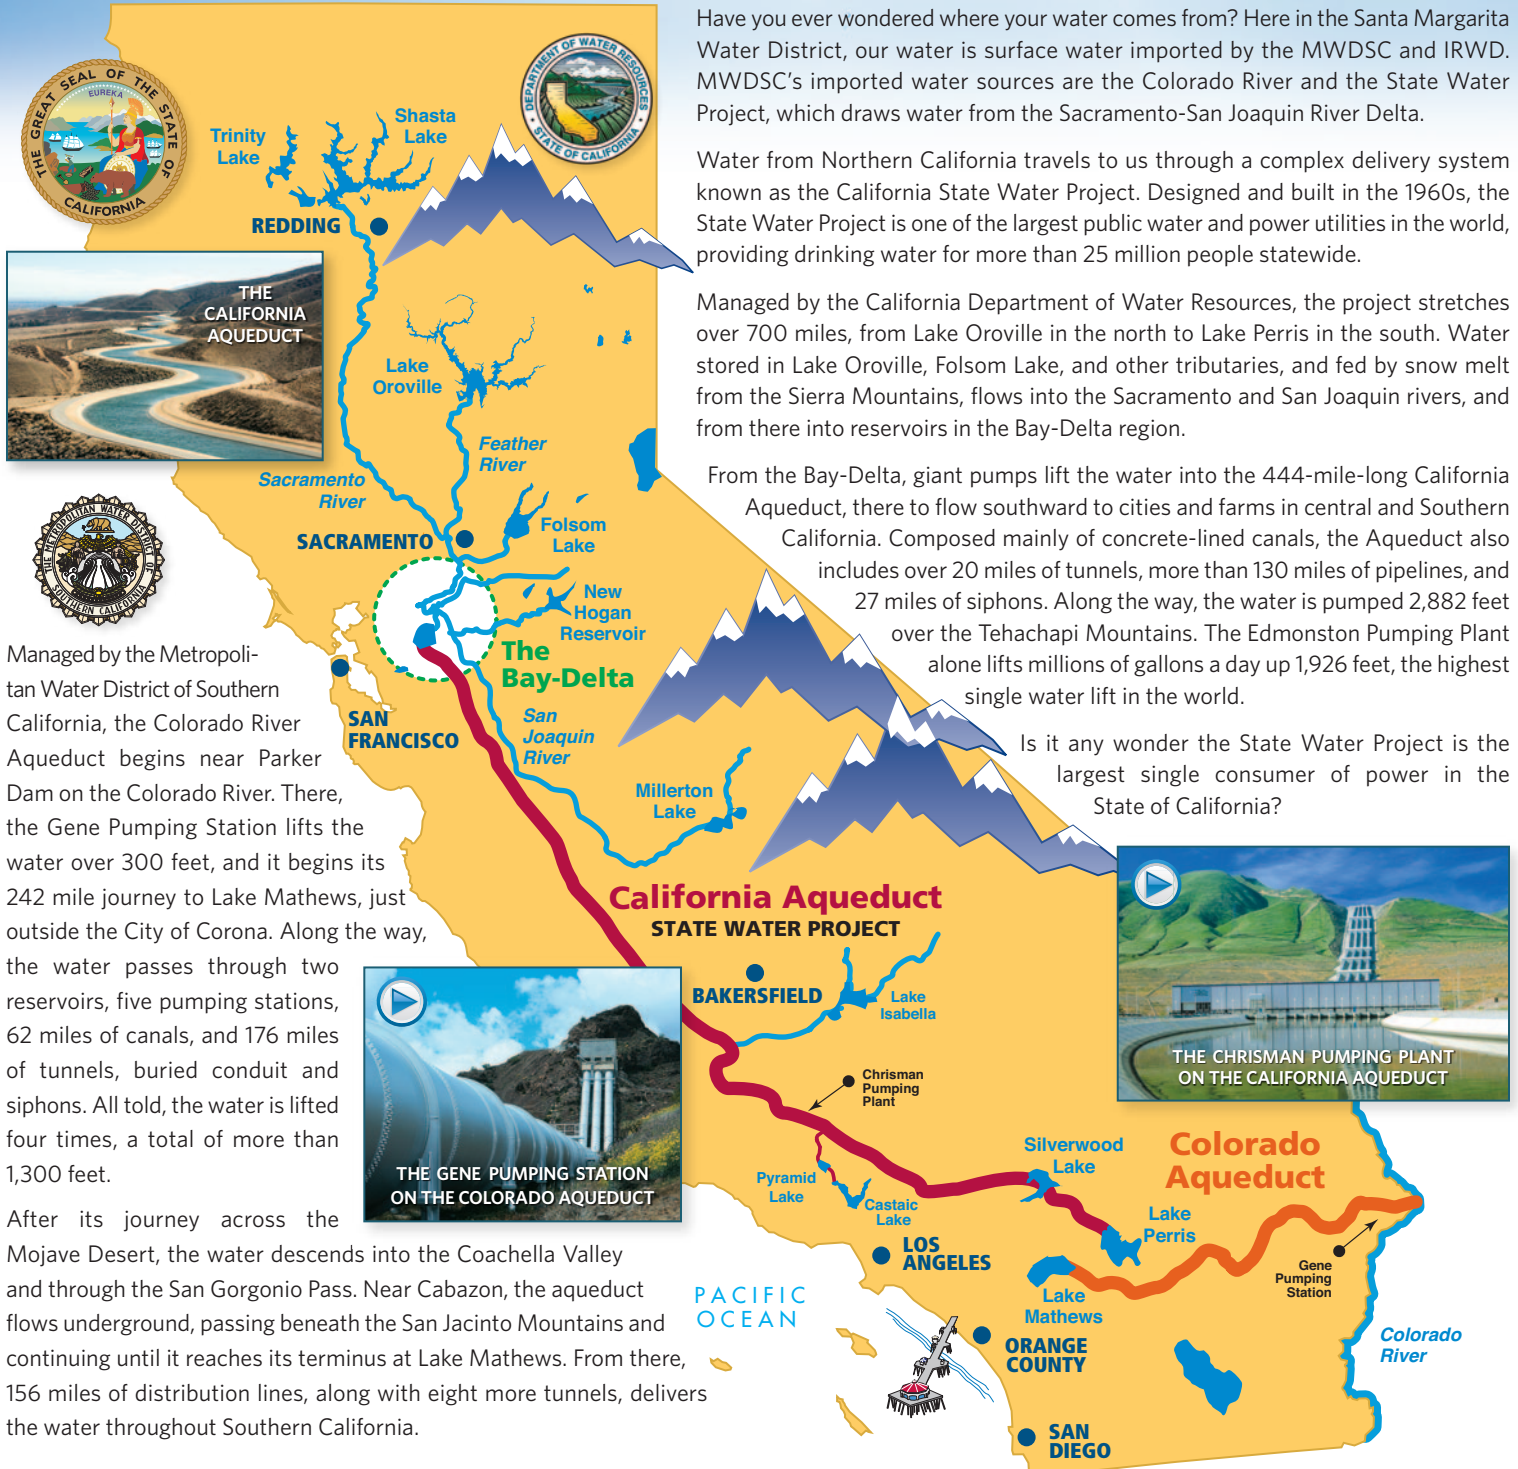 Have you ever wondered where your water comes from? Here in the Santa Margarita
Water District, our water is surface water imported by the MWDSC and IRWD.
MWDSC's imported water sources are the Colorado River and the State Water
Project, which draws water from the Sacramento-San Joaquin River Delta.
Water from Northern California travels to us through a complex delivery system
known as the California State Water Project. Designed and built in the 1960s, the
State Water Project is one of the largest public water and power utilities in the world,
providing drinking water for more than 25 million people statewide.
Managed by the California Department of Water Resources, the project stretches
over 700 miles, from Lake Oroville in the north to Lake Perris in the south. Water
stored in Lake Oroville, Folsom Lake, and other tributaries, and fed by snow melt
from the Sierra Mountains, flows into the Sacramento and San Joaquin rivers, and
from there into reservoirs in the Bay-Delta region.
From the Bay-Delta, giant pumps lift the water into the 444-mile-long California
Aqueduct, there to flow southward to cities and farms in central and Southern
California. Composed mainly of concrete-lined canals, the Aqueduct also
includes over 20 miles of tunnels, more than 130 miles of pipelines, and
27 miles of siphons. Along the way, the water is pumped 2,882 feet
over the Tehachapi Mountains. The Edmonston Pumping Plant
alone lifts millions of gallons a day up 1,926 feet, the highest
single water lift in the world.
Is it any wonder the State Water Project is the
largest single consumer of power in the
State of California?
THE GREAT SEAL OF THE STATE OF
CALIFORNIA
EUREKA
DEPARTMENT OF WATER RESOURCES
STATE OF CALIFORNIA
Trinity
Lake
Shasta
Lake
REDDING
THE
CALIFORNIA
AQUEDUCT
Lake
Oroville
Feather
River
Sacramento
River
SACRAMENTO
Folsom
Lake
New
Hogan
Reservoir
The
Bay-Delta
SAN
FRANCISCO
San
Joaquin
River
Millerton
Lake
THE METROPOLITAN WATER DISTRICT OF
SOUTHERN CALIFORNIA
Managed by the Metropoli-
tan Water District of Southern
California, the Colorado River
Aqueduct begins near Parker
Dam on the Colorado River. There,
the Gene Pumping Station lifts the
water over 300 feet, and it begins its
242 mile journey to Lake Mathews, just
outside the City of Corona. Along the way,
the water passes through two
reservoirs, five pumping stations,
62 miles of canals, and 176 miles
of tunnels, buried conduit and
siphons. All told, the water is lifted
four times, a total of more than
1,300 feet.
After its journey across the
Mojave Desert, the water descends into the Coachella Valley
and through the San Gorgonio Pass. Near Cabazon, the aqueduct
flows underground, passing beneath the San Jacinto Mountains and
continuing until it reaches its terminus at Lake Mathews. From there,
156 miles of distribution lines, along with eight more tunnels, delivers
the water throughout Southern California.
California Aqueduct
STATE WATER PROJECT
BAKERSFIELD
Lake
Isabella
THE GENE PUMPING STATION
ON THE COLORADO AQUEDUCT
THE CHRISMAN PUMPING PLANT
ON THE CALIFORNIA AQUEDUCT
Chrisman
Pumping
Plant
Pyramid
Lake
Castaic
Lake
Silverwood
Lake
Colorado
Aqueduct
Lake
Perris
LOS
ANGELES
Lake
Mathews
Gene
Pumping
Station
PACIFIC
OCEAN
ORANGE
COUNTY
Colorado
River
SAN
DIEGO